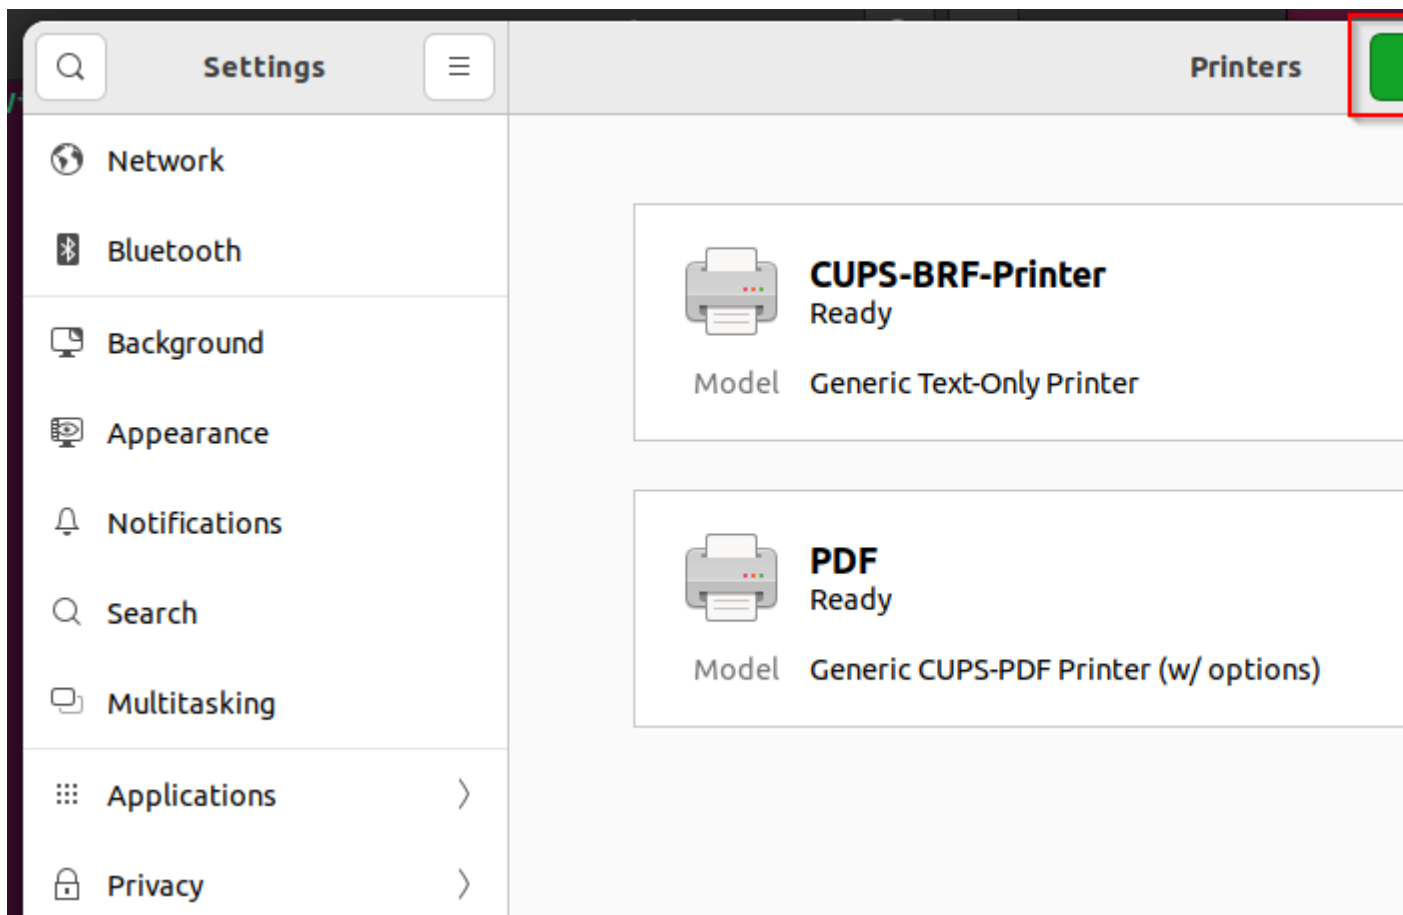 Settings
Printers
Network
Bluetooth
Background
Appearance
Notifications
Search
Multitasking
Applications
Privacy
CUPS-BRF-Printer
Ready
Model Generic Text-Only Printer
PDF
Ready
Model Generic CUPS-PDF Printer (w/ options)